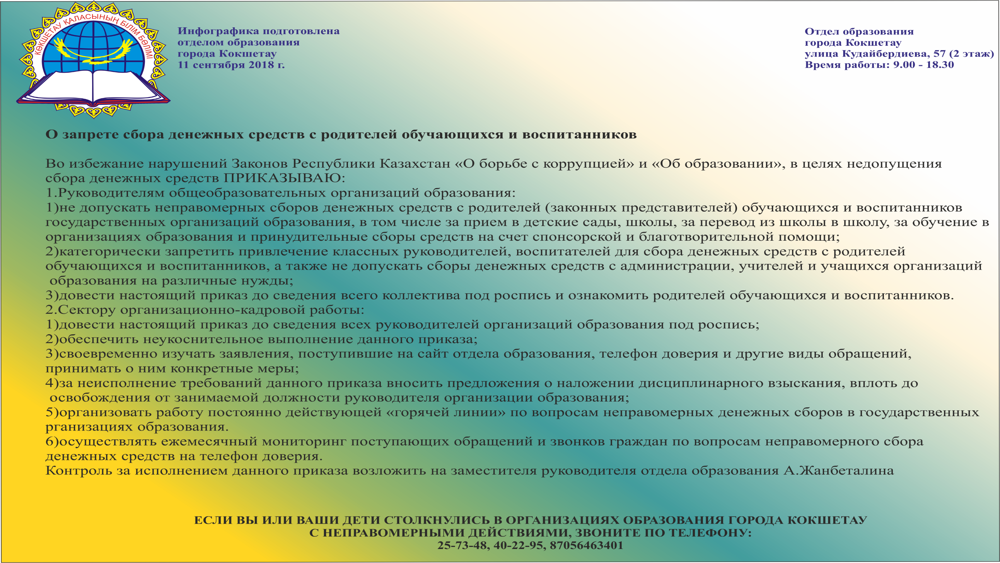 КӨКШЕТАУ ҚАЛАСЫНЫҢ БІЛІМ БӨЛІМІ
Инфографика подготовлена
отделом образования
города Кокшетау
11 сентября 2018 г.
Отдел образования
города Кокшетау
улица Кудайбердиева, 57 (2 этаж)
Время работы: 9.00 - 18.30
О запрете сбора денежных средств с родителей обучающихся и воспитанников
Во избежание нарушений Законов Республики Казахстан «О борьбе с коррупцией» и «Об образовании», в целях недопущения
сбора денежных средств ПРИКАЗЫВАЮ:
1.Руководителям общеобразовательных организаций образования:
1)не допускать неправомерных сборов денежных средств с родителей (законных представителей) обучающихся и воспитанников
государственных организаций образования, в том числе за прием в детские сады, школы, за перевод из школы в школу, за обучение в
организациях образования и принудительные сборы средств на счет спонсорской и благотворительной помощи;
2)категорически запретить привлечение классных руководителей, воспитателей для сбора денежных средств с родителей
обучающихся и воспитанников, а также не допускать сборы денежных средств с администрации, учителей и учащихся организаций
образования на различные нужды;
3)довести настоящий приказ до сведения всего коллектива под роспись и ознакомить родителей обучающихся и воспитанников.
2.Сектору организационно-кадровой работы:
1)довести настоящий приказ до сведения всех руководителей организаций образования под роспись;
2)обеспечить неукоснительное выполнение данного приказа;
3)своевременно изучать заявления, поступившие на сайт отдела образования, телефон доверия и другие виды обращений,
принимать о ним конкретные меры;
4)за неисполнение требований данного приказа вносить предложения о наложении дисциплинарного взыскания, вплоть до
освобождения от занимаемой должности руководителя организации образования;
5)организовать работу постоянно действующей «горячей линии» по вопросам неправомерных денежных сборов в государственных
рганизациях образования.
6)осуществлять ежемесячный мониторинг поступающих обращений и звонков граждан по вопросам неправомерного сбора
денежных средств на телефон доверия.
Контроль за исполнением данного приказа возложить на заместителя руководителя отдела образования А.Жанбеталина
ЕСЛИ ВЫ ИЛИ ВАШИ ДЕТИ СТОЛКНУЛИСЬ В ОРГАНИЗАЦИЯХ ОБРАЗОВАНИЯ ГОРОДА КОКШЕТАУ
С НЕПРАВОМЕРНЫМИ ДЕЙСТВИЯМИ, ЗВОНИТЕ ПО ТЕЛЕФОНУ:
25-73-48, 40-22-95, 87056463401